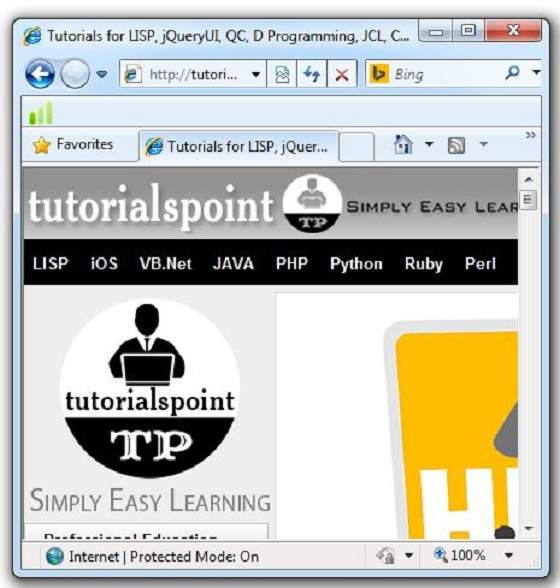 Tutorials for LISP, jQueryUI, QC, D Programming, JCL, C...
http://tutori...
Bing
Favorites
Tutorials for LISP, jQuer...
tutorialspoint TP SIMPLY EASY LEAR
LISP iOS VB.Net JAVA PHP Python Ruby Perl
tutorialspoint
TP
SIMPLY EASY LEARNING
Professional Education
Internet | Protected Mode: On
100%